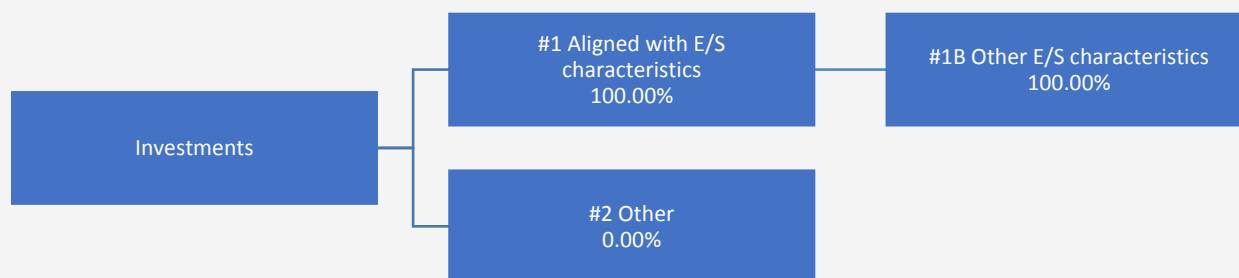 Investments
#1 Aligned with E/S
characteristics
100.00%
#2 Other
0.00%
#1B Other E/S characteristics
100.00%